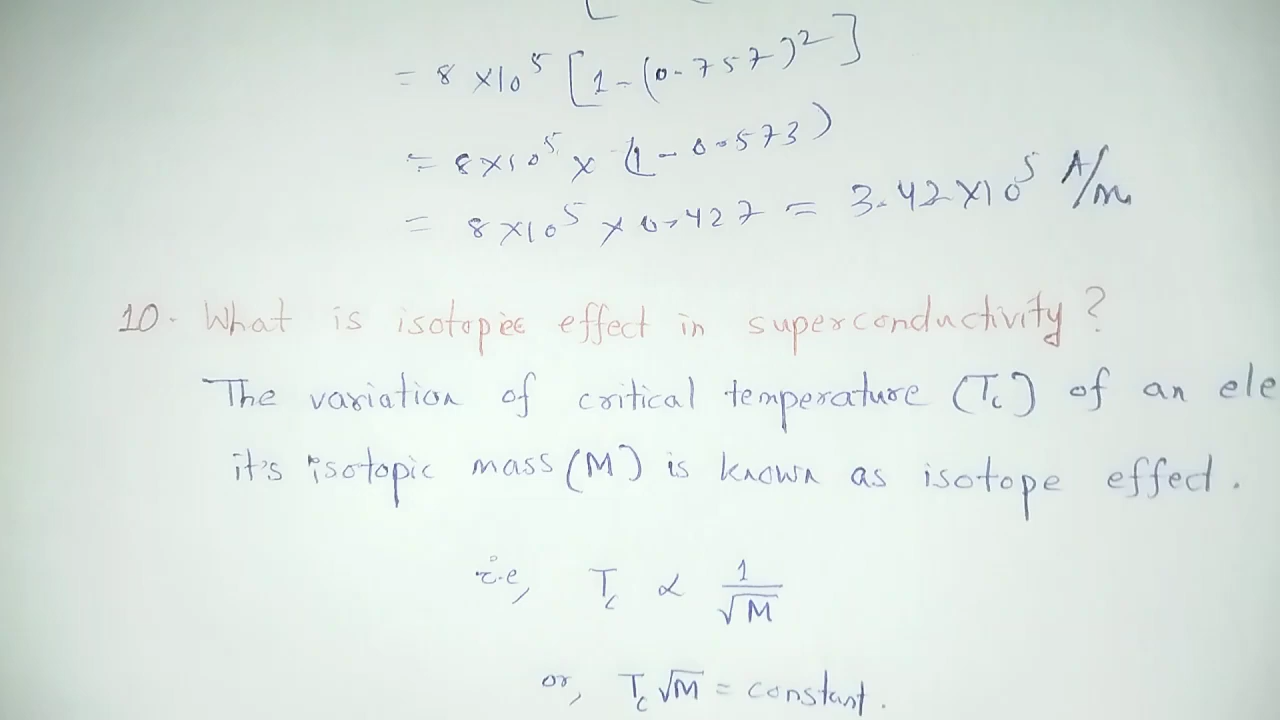 = 8 ×10⁵ [1-(0.757)²]
= 8×10⁵ × (1-0.573)
= 8×10⁵ × 0.427 = 3.42×10⁵ A/m
10. What is isotopic effect in superconductivity?
The variation of critical temperature (Tc) of an ele
it's isotopic mass (M) is known as isotope effect.
i.e, Tc ∝ 1/√M
or, Tc √M = constant.